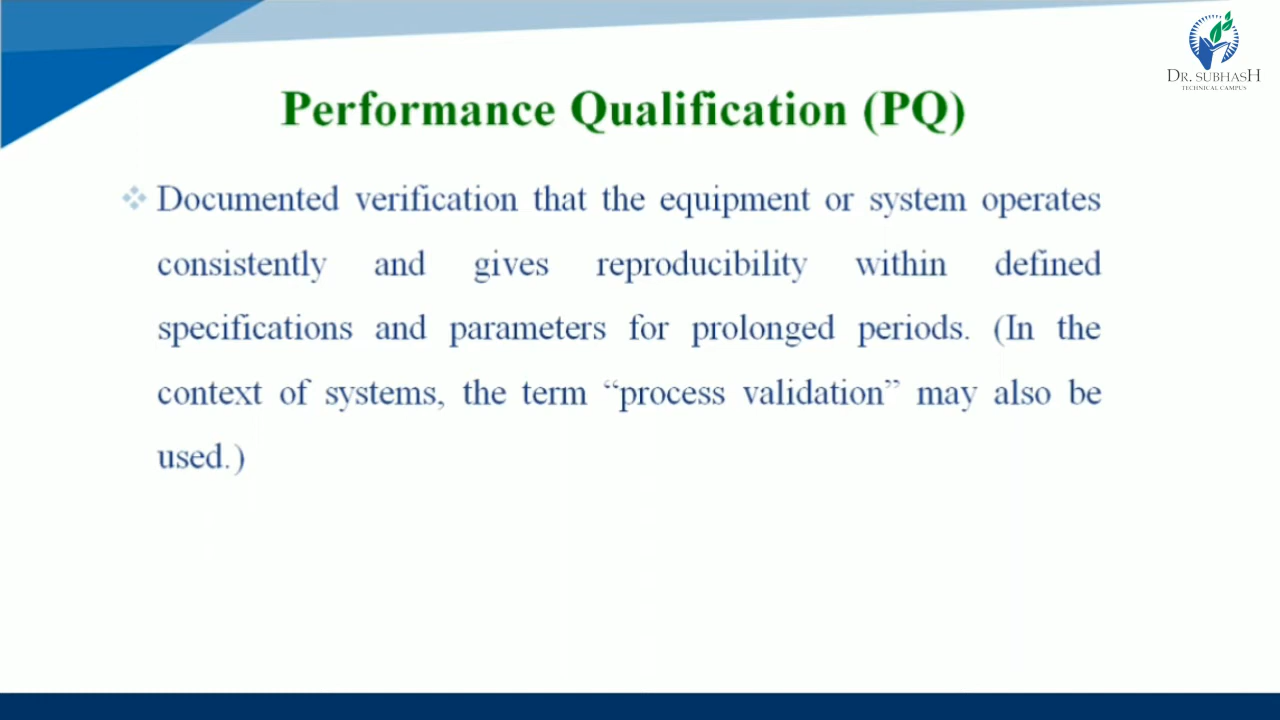 DR. SUBHASH
TECHNICAL CAMPUS
Performance Qualification (PQ)
Documented verification that the equipment or system operates
consistently and gives reproducibility within defined
specifications and parameters for prolonged periods. (In the
context of systems, the term “process validation” may also be
used.)